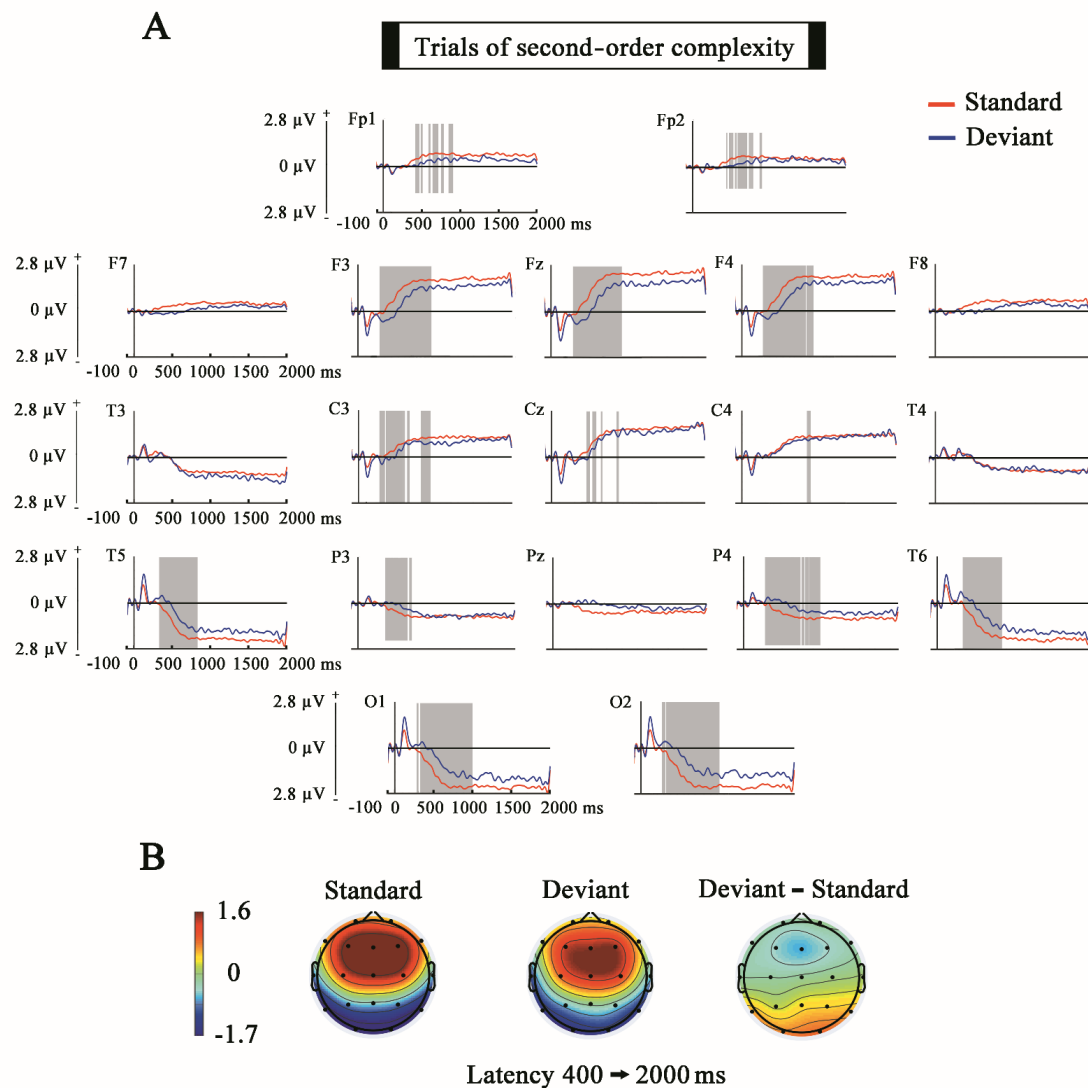 A
Trials of second-order complexity
Standard
Deviant
2.8 μV +
0 μV
2.8 μV -
Fp1
Fp2
-100 0 500 1000 1500 2000 ms
2.8 μV +
0 μV
2.8 μV -
F7
F3
Fz
F4
F8
-100 0 500 1000 1500 2000 ms
2.8 μV +
0 μV
2.8 μV -
T3
C3
Cz
C4
T4
-100 0 500 1000 1500 2000 ms
2.8 μV +
0 μV
2.8 μV -
T5
P3
Pz
P4
T6
-100 0 500 1000 1500 2000 ms
2.8 μV +
0 μV
2.8 μV -
O1
O2
-100 0 500 1000 1500 2000 ms
B
Standard Deviant Deviant – Standard
1.6
0
-1.7
Latency 400 → 2000 ms